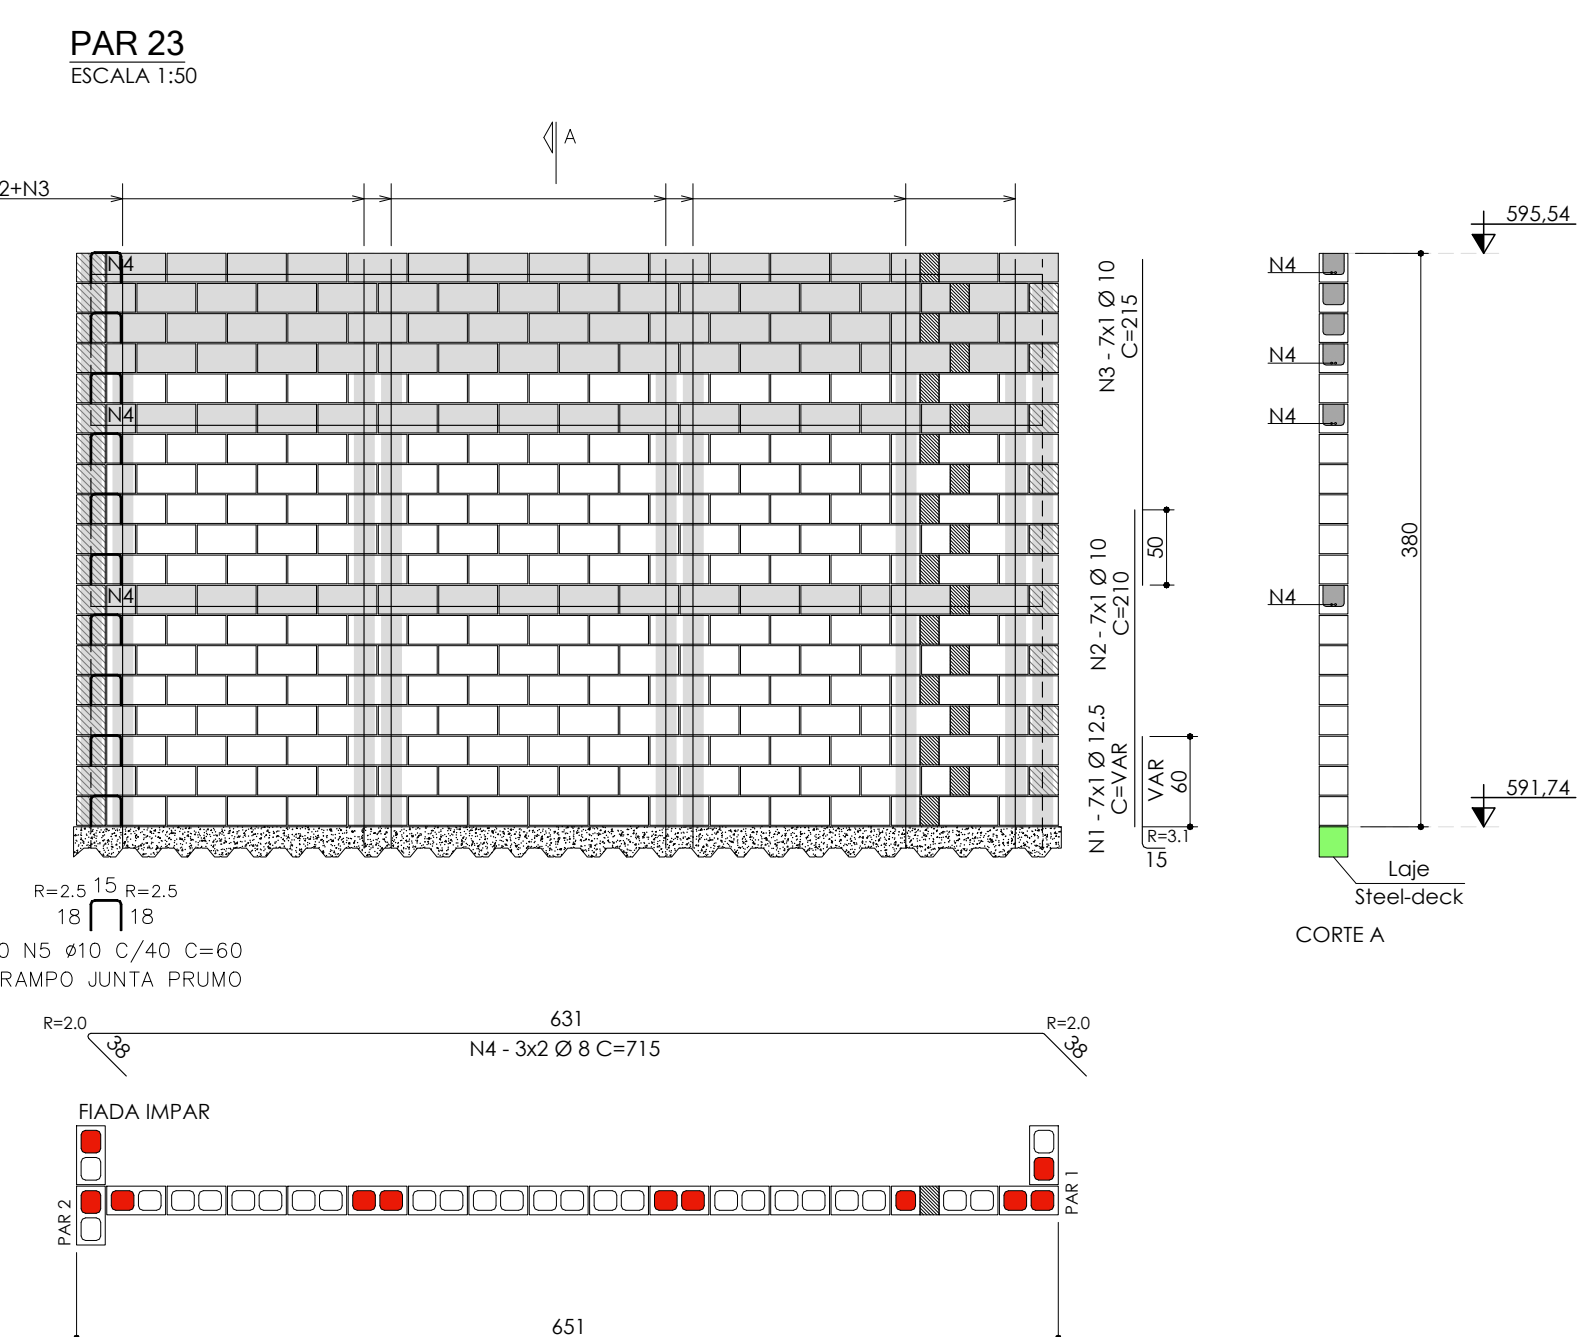 PAR 23
ESCALA 1:50
A
2+N3
595,54
N4
N4
N4
N3 - 7x1 Ø 10
C=215
N4
N4
N4
N4
380
50
N2 - 7x1 Ø 10
C=210
N1 - 7x1 Ø 12.5
C=VAR
VAR
60
R=3.1
15
591,74
Laje
Steel-deck
CORTE A
R=2.5 15 R=2.5
18 18
0 N5 ø10 C/40 C=60
RAMPO JUNTA PRUMO
R=2.0 631 R=2.0
38 N4 - 3x2 Ø 8 C=715 38
FIADA IMPAR
PAR 2
PAR 1
651